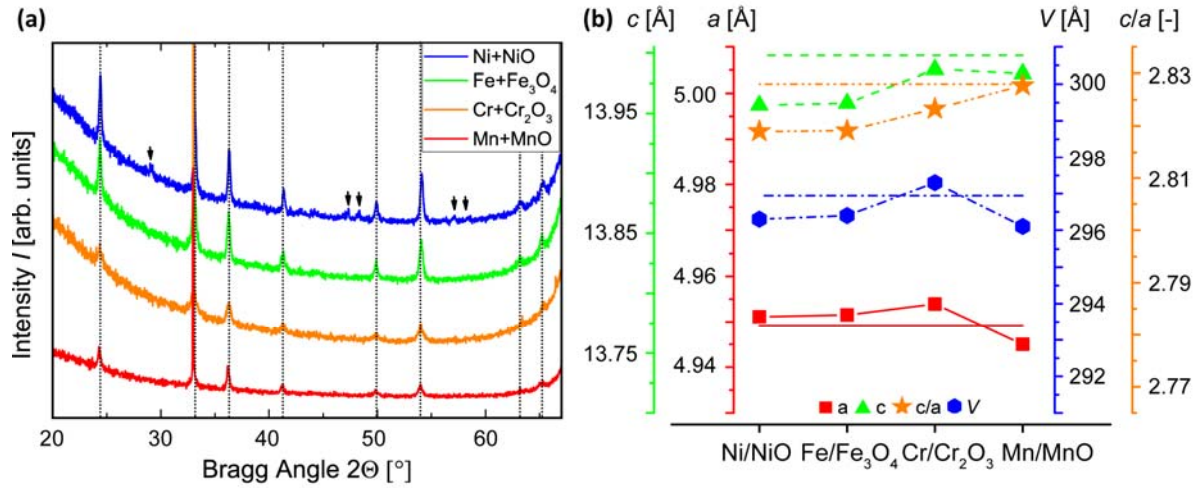 (a)
Intensity I [arb. units]
Ni+NiO
Fe+Fe₃O₄
Cr+Cr₂O₃
Mn+MnO
20 30 40 50 60
Bragg Angle 2Θ [°]
(b)
c [Å] a [Å] V [Å] c/a [-]
13.95
13.85
13.75
5.00
4.98
4.96
4.94
300
298
296
294
292
2.83
2.81
2.79
2.77
a c c/a V
Ni/NiO Fe/Fe₃O₄ Cr/Cr₂O₃ Mn/MnO